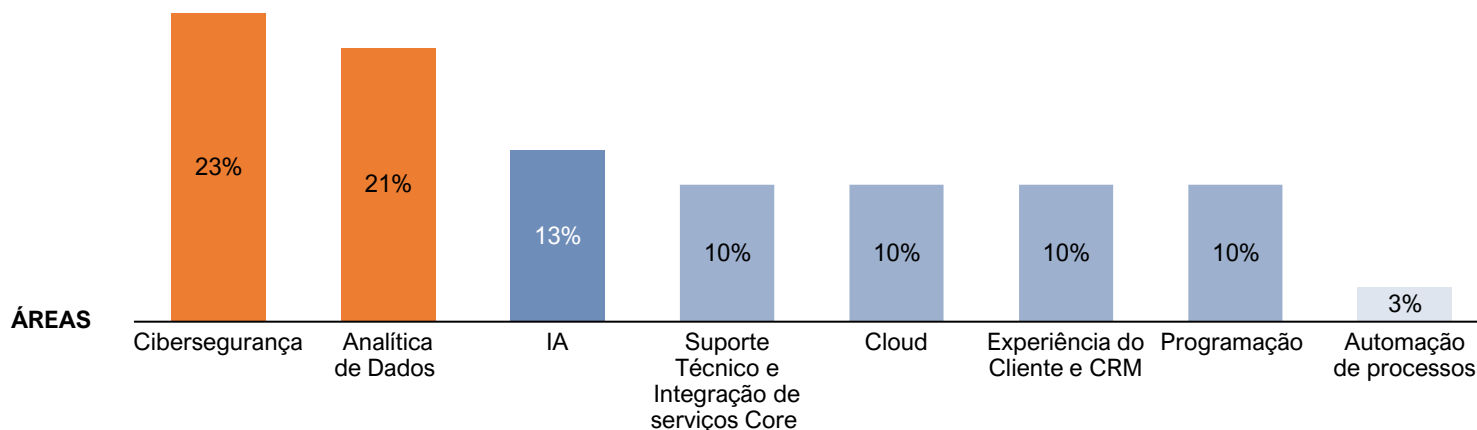 23%
21%
13%
10%
10%
10%
10%
3%
ÁREAS
Cibersegurança
Analítica
de Dados
IA
Suporte
Técnico e
Integração de
serviços Core
Cloud
Experiência do
Cliente e CRM
Programação
Automação
de processos